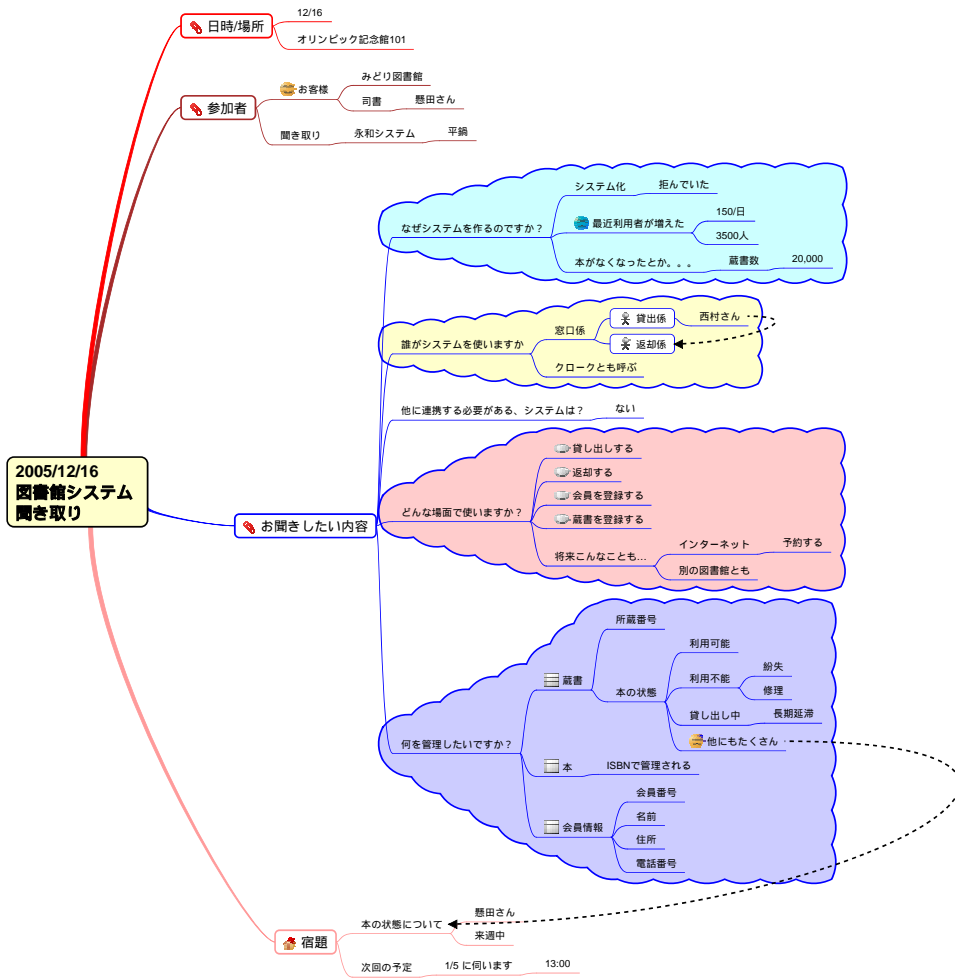 2005/12/16
図書館システム
聞き取り
日時/場所
12/16
オリンピック記念館101
参加者
お客様
みどり図書館
司書
懸田さん
聞き取り
永和システム
平鍋
お聞きしたい内容
なぜシステムを作るのですか？
システム化
拒んでいた
最近利用者が増えた
150/日
3500人
本がなくなったとか。。。
蔵書数
20,000
誰がシステムを使いますか
窓口係
貸出係
西村さん
返却係
クロークとも呼ぶ
他に連携する必要がある、システムは？
ない
どんな場面で使いますか？
貸し出しする
返却する
会員を登録する
蔵書を登録する
将来こんなことも...
インターネット
予約する
別の図書館とも
何を管理したいですか？
蔵書
所蔵番号
本の状態
利用可能
利用不能
紛失
修理
貸し出し中
長期延滞
他にもたくさん
本
ISBNで管理される
会員情報
会員番号
名前
住所
電話番号
宿題
本の状態について
懸田さん
来週中
次回の予定
1/5 に伺います
13:00